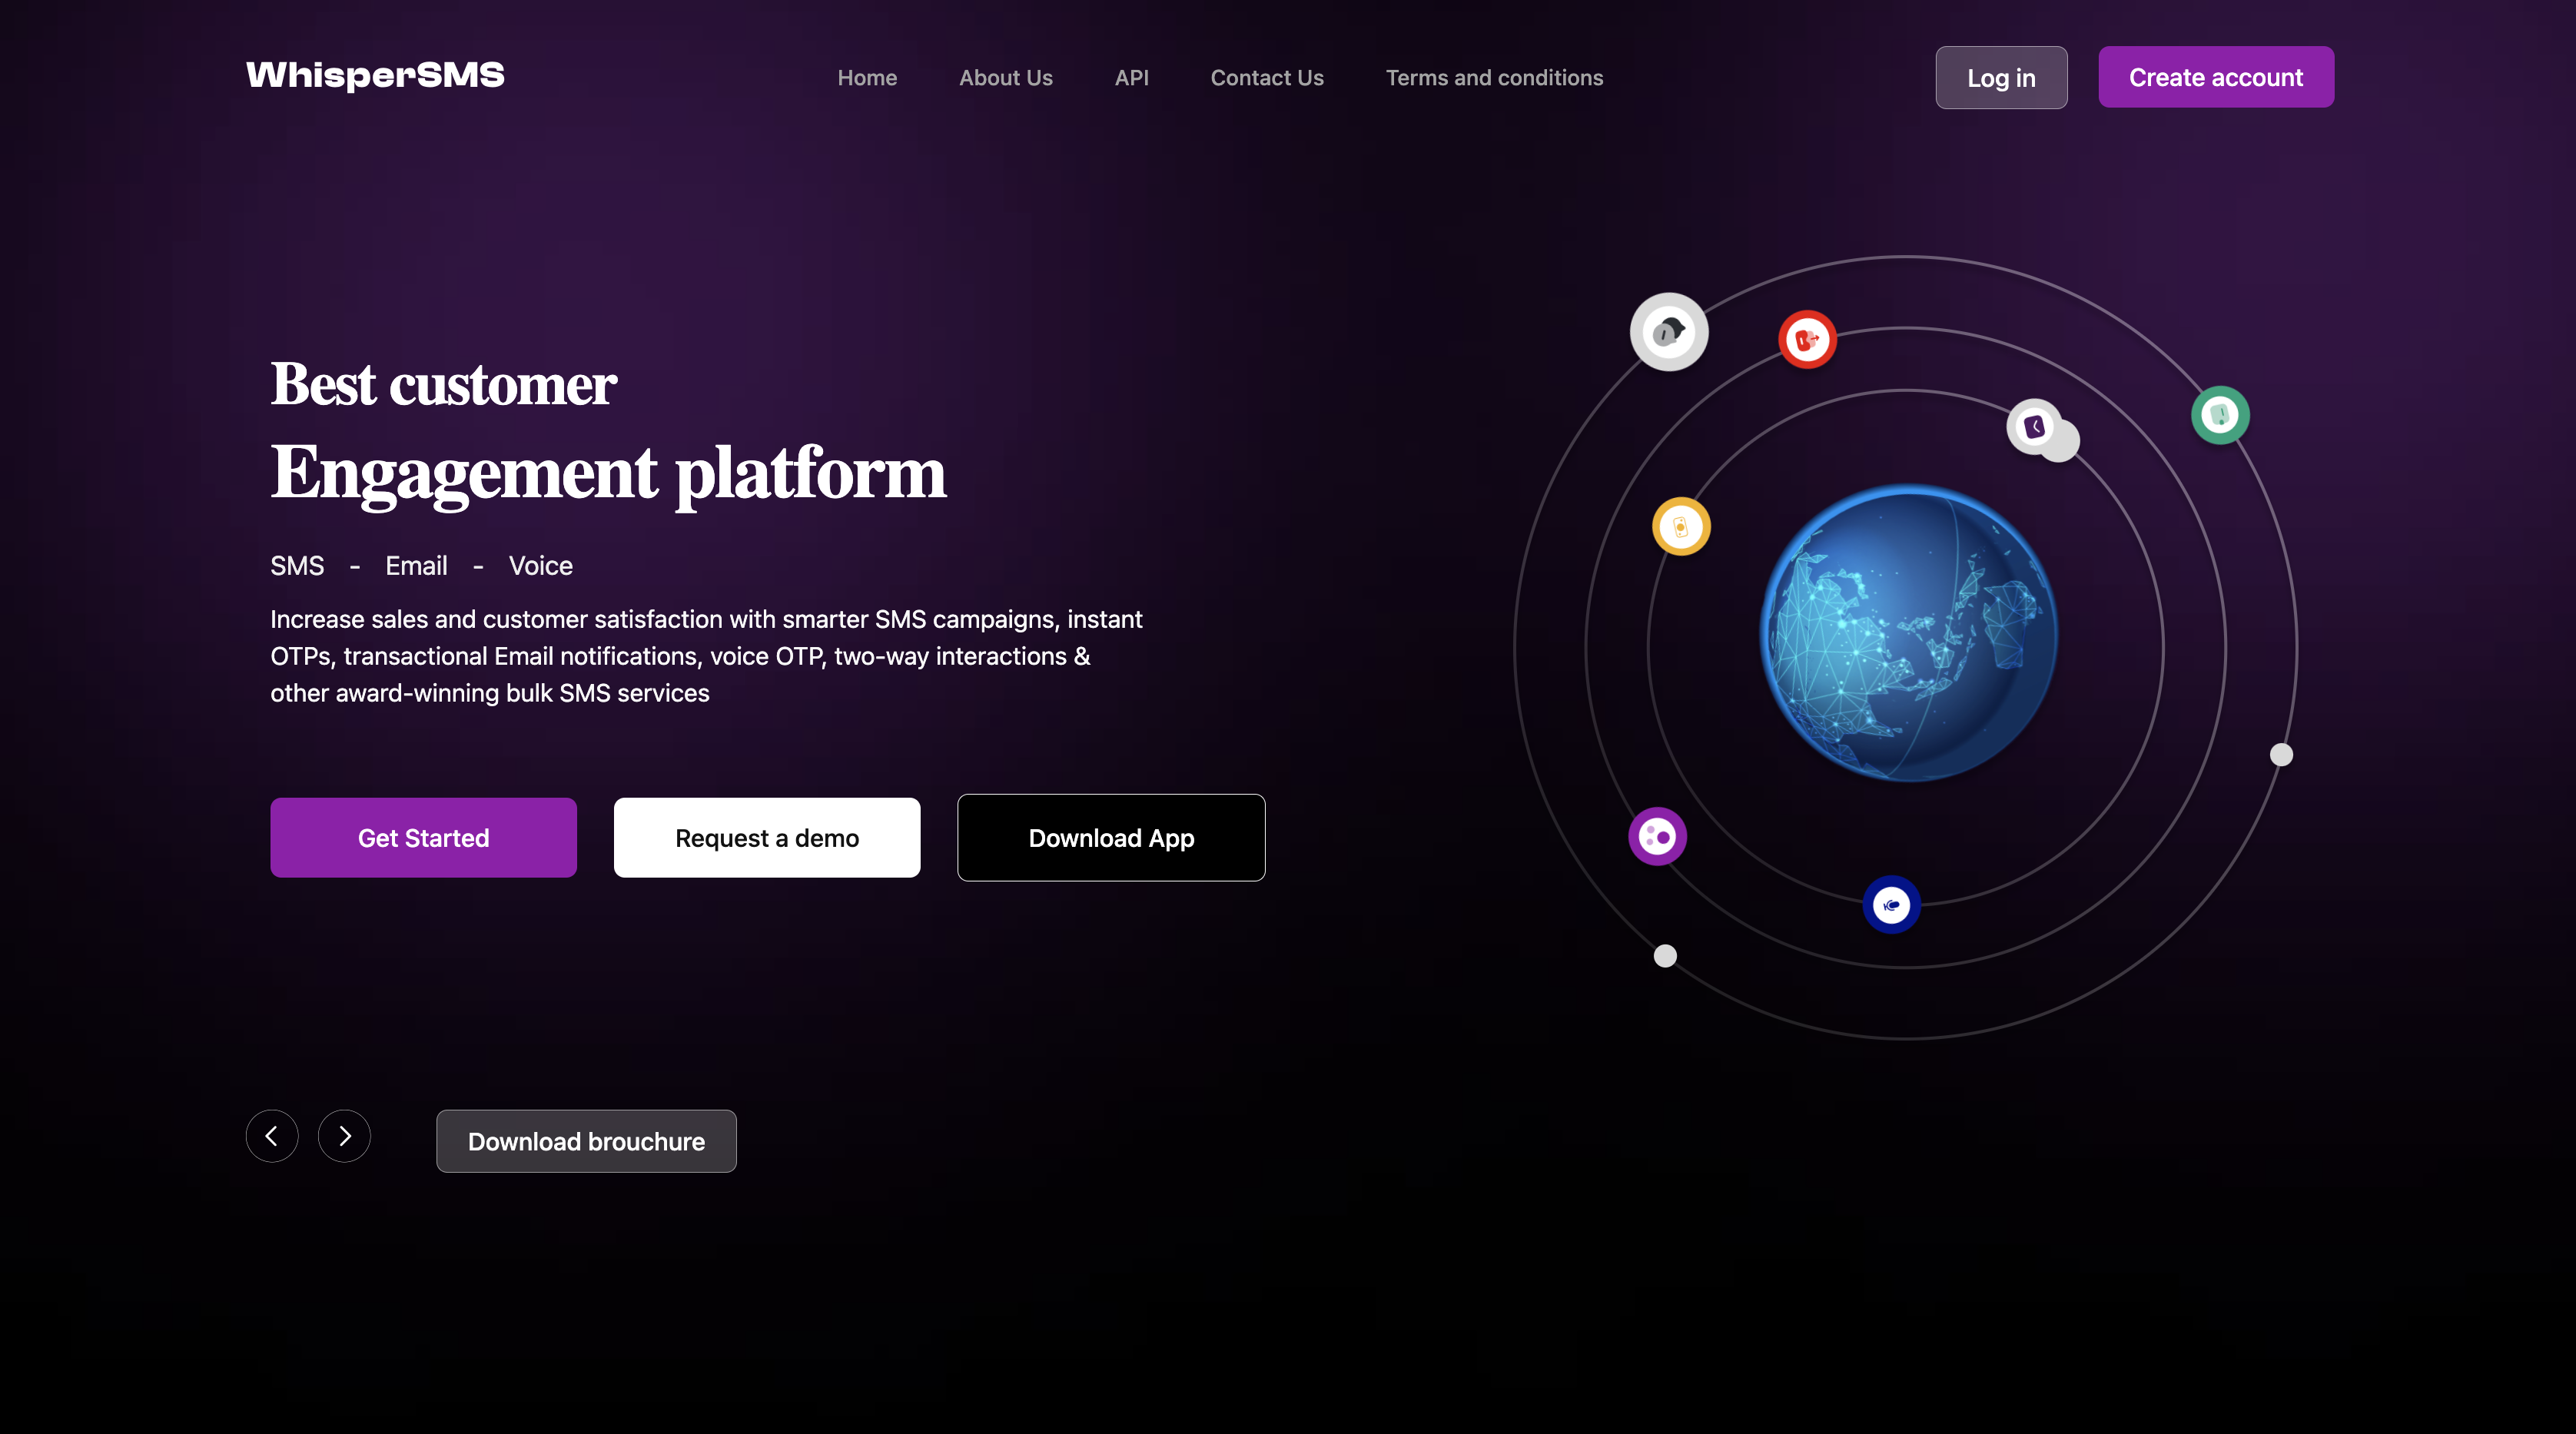 WhisperSMS
Home
About Us
API
Contact Us
Terms and conditions
Log in
Create account
Best customer
Engagement platform
SMS - Email - Voice
Increase sales and customer satisfaction with smarter SMS campaigns, instant
OTPs, transactional Email notifications, voice OTP, two-way interactions &
other award-winning bulk SMS services
Get Started
Request a demo
Download App
Download brouchure